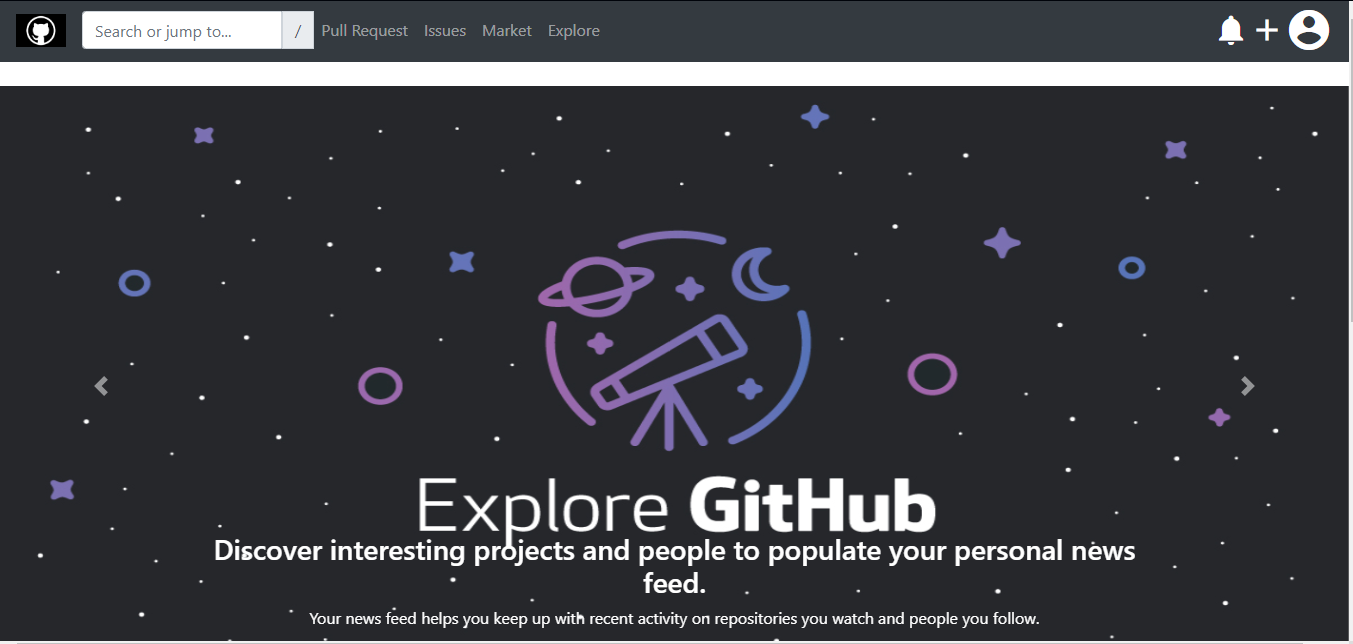 Search or jump to... / Pull Request Issues Market Explore
Explore GitHub
Discover interesting projects and people to populate your personal news
feed.
Your news feed helps you keep up with recent activity on repositories you watch and people you follow.